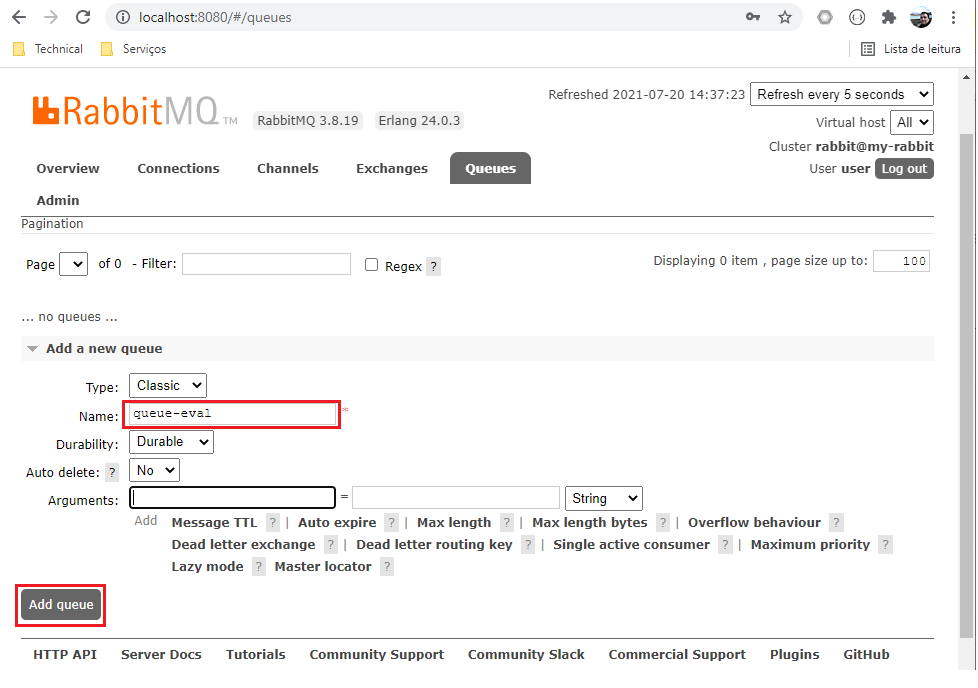 localhost:8080/#/queues
Technical Serviços Lista de leitura
Refreshed 2021-07-20 14:37:23 Refresh every 5 seconds
RabbitMQ TM RabbitMQ 3.8.19 Erlang 24.0.3
Virtual host All
Cluster rabbit@my-rabbit
User user Log out
Overview Connections Channels Exchanges Queues
Admin
Pagination
Page of 0 - Filter: Regex ? Displaying 0 item , page size up to: 100
... no queues ...
Add a new queue
Type: Classic
Name: queue-eval *
Durability: Durable
Auto delete: ? No
Arguments: = String
Add Message TTL ? | Auto expire ? | Max length ? | Max length bytes ? | Overflow behaviour ?
Dead letter exchange ? | Dead letter routing key ? | Single active consumer ? | Maximum priority ?
Lazy mode ? Master locator ?
Add queue
HTTP API Server Docs Tutorials Community Support Community Slack Commercial Support Plugins GitHub